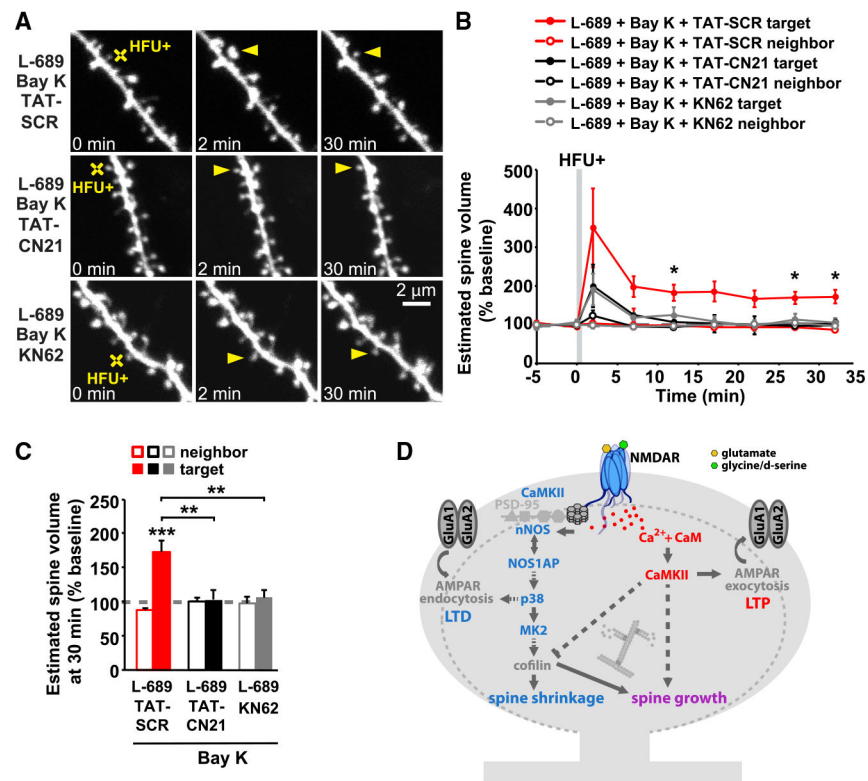 A
L-689
Bay K
TAT-
SCR
HFU+
0 min
2 min
30 min
L-689
Bay K
TAT-
CN21
HFU+
0 min
2 min
30 min
L-689
Bay K
KN62
2 µm
HFU+
0 min
2 min
30 min
B
L-689 + Bay K + TAT-SCR target
L-689 + Bay K + TAT-SCR neighbor
L-689 + Bay K + TAT-CN21 target
L-689 + Bay K + TAT-CN21 neighbor
L-689 + Bay K + KN62 target
L-689 + Bay K + KN62 neighbor
HFU+
Estimated spine volume
(% baseline)
500
400
300
200
100
0
* * *
-5 0 5 10 15 20 25 30 35
Time (min)
C
neighbor
target
Estimated spine volume
at 30 min (% baseline)
250
200
150
100
50
0
**
**
***
L-689
TAT-
SCR
L-689
TAT-
CN21
L-689
KN62
Bay K
D
NMDAR
glutamate
glycine/d-serine
GluA1
GluA2
CaMKII
PSD-95
nNOS
NOS1AP
p38
MK2
cofilin
spine shrinkage
AMPAR
endocytosis
LTD
Ca2++ CaM
CaMKII
AMPAR
exocytosis
LTP
spine growth
GluA1
GluA2